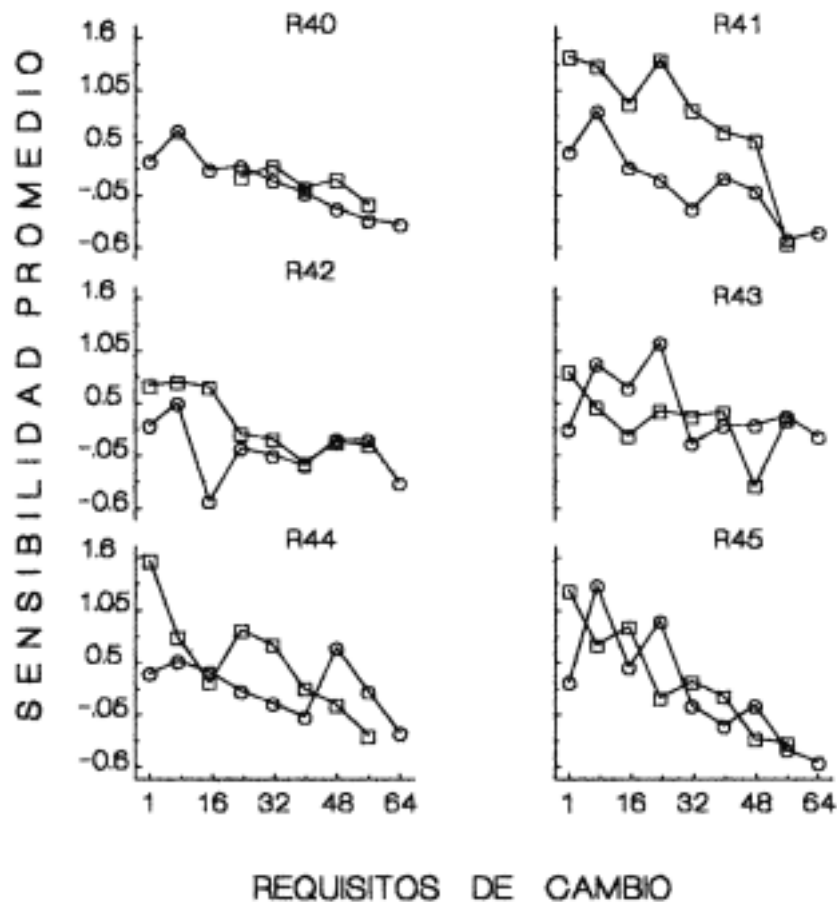 SENSIBILIDAD PROMEDIO
R40
1.6
1.05
0.5
-.05
-0.6
R41
R42
1.6
1.05
0.5
-.05
-0.6
R43
R44
1.6
1.05
0.5
-.05
-0.6
1 16 32 48 64
R45
1 16 32 48 64
REQUISITOS DE CAMBIO